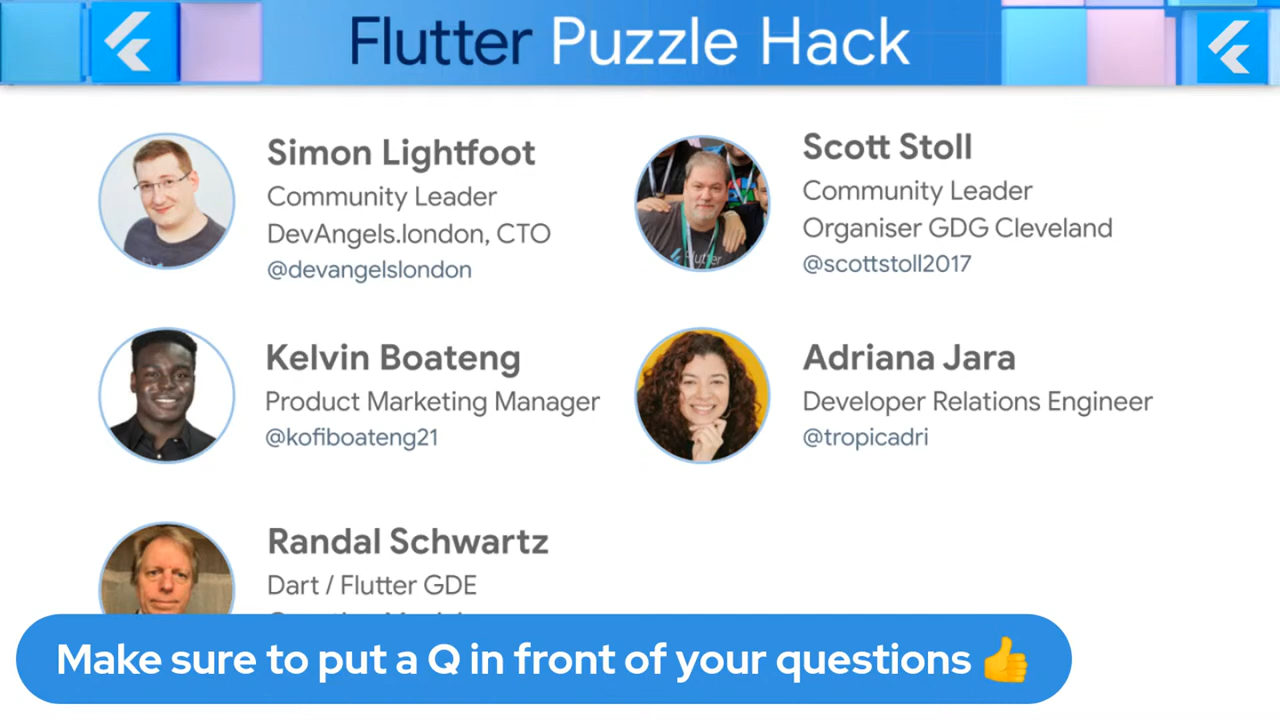 Flutter Puzzle Hack
Simon Lightfoot
Community Leader
DevAngels.london, CTO
@devangelslondon
Scott Stoll
Community Leader
Organiser GDG Cleveland
@scottstoll2017
Kelvin Boateng
Product Marketing Manager
@kofiboateng21
Adriana Jara
Developer Relations Engineer
@tropicadri
Randal Schwartz
Dart / Flutter GDE
Make sure to put a Q in front of your questions 👍